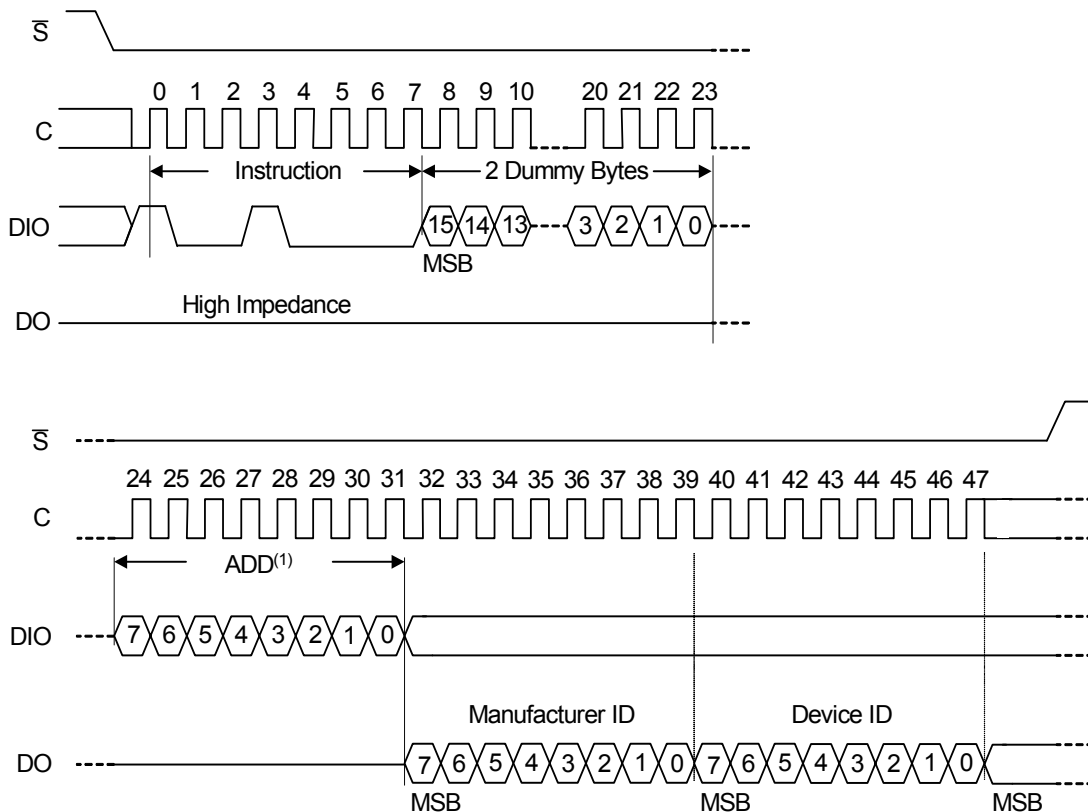 S̅
0 1 2 3 4 5 6 7 8 9 10 20 21 22 23
C
Instruction 2 Dummy Bytes
DIO 15 14 13 3 2 1 0
MSB
High Impedance
DO
S̅
24 25 26 27 28 29 30 31 32 33 34 35 36 37 38 39 40 41 42 43 44 45 46 47
C
ADD(1)
DIO 7 6 5 4 3 2 1 0
Manufacturer ID Device ID
DO 7 6 5 4 3 2 1 0 7 6 5 4 3 2 1 0
MSB MSB MSB